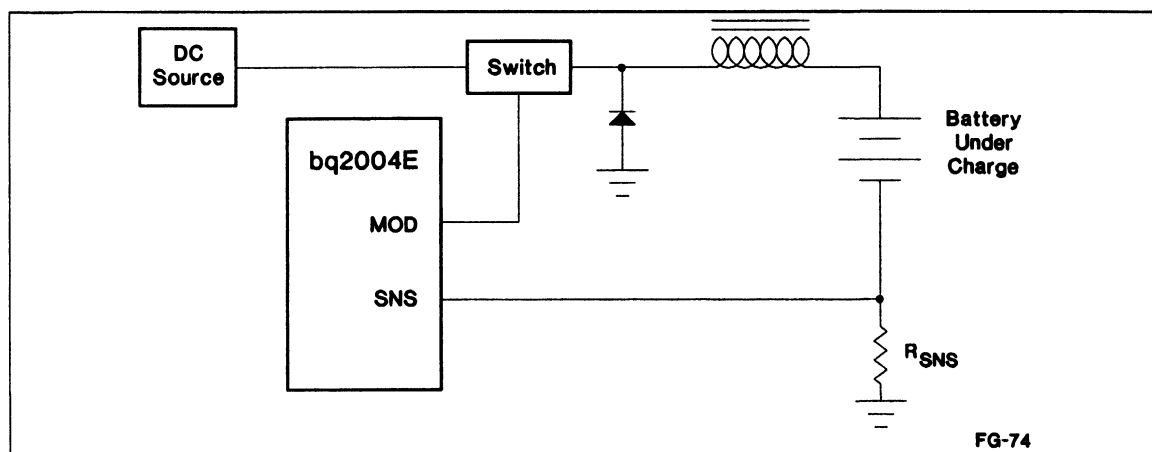 DC
Source
Switch
Battery
Under
Charge
bq2004E
MOD
SNS
RSNS
FG-74